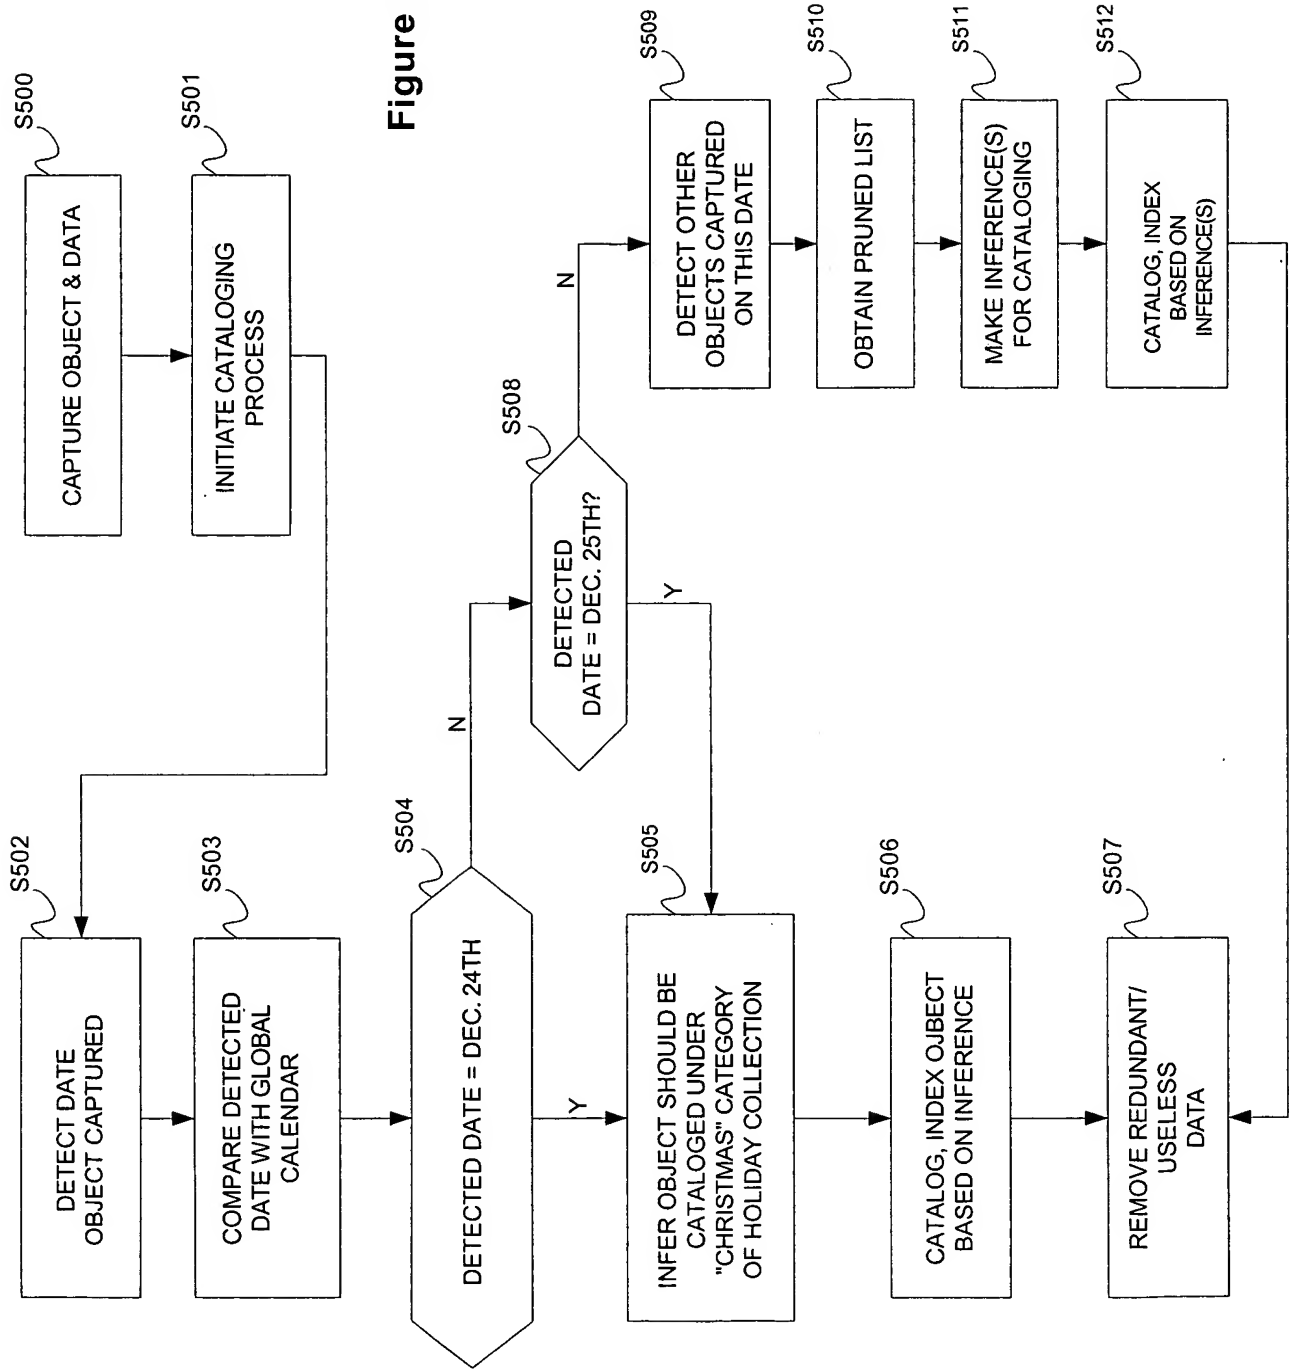 S500
CAPTURE OBJECT & DATA
S501
INITIATE CATALOGING
PROCESS
Figure
S502
DETECT DATE
OBJECT CAPTURED
S503
COMPARE DETECTED
DATE WITH GLOBAL
CALENDAR
S504
DETECTED DATE = DEC. 24TH
N
Y
S505
INFER OBJECT SHOULD BE
CATALOGED UNDER
"CHRISTMAS" CATEGORY
OF HOLIDAY COLLECTION
S506
CATALOG, INDEX OJBECT
BASED ON INFERENCE
S507
REMOVE REDUNDANT/
USELESS
DATA
S508
DETECTED
DATE = DEC. 25TH?
Y
N
S509
DETECT OTHER
OBJECTS CAPTURED
ON THIS DATE
S510
OBTAIN PRUNED LIST
S511
MAKE INFERENCE(S)
FOR CATALOGING
S512
CATALOG, INDEX
BASED ON
INFERENCE(S)